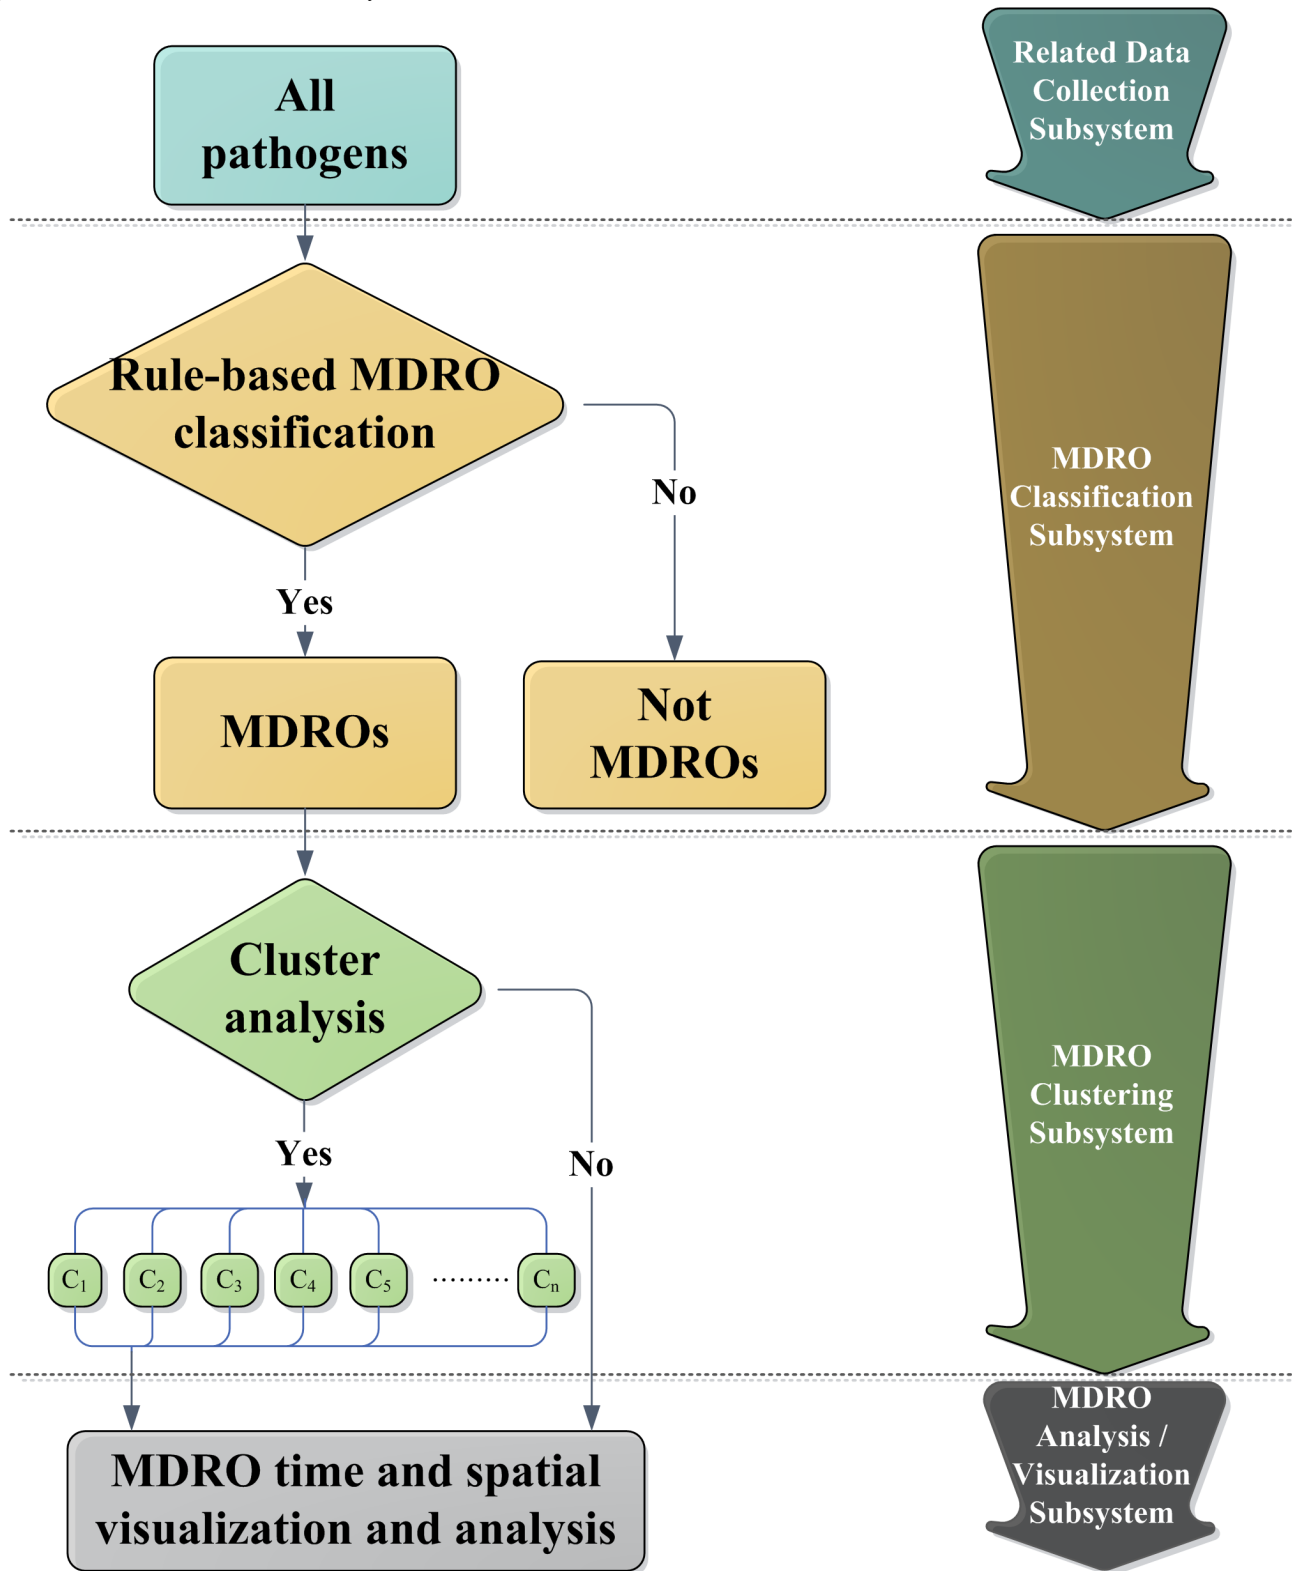 All
pathogens
Related Data
Collection
Subsystem
Rule-based MDRO
classification
No
Yes
MDROs
Not
MDROs
MDRO
Classification
Subsystem
Cluster
analysis
Yes
No
C1 C2 C3 C4 C5 ......... Cn
MDRO
Clustering
Subsystem
MDRO time and spatial
visualization and analysis
MDRO
Analysis /
Visualization
Subsystem